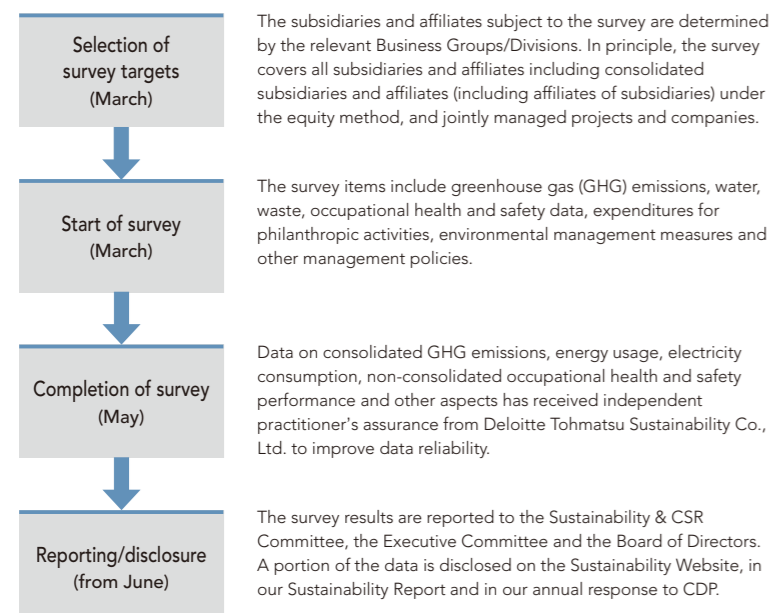 Selection of
survey targets
(March)
The subsidiaries and affiliates subject to the survey are determined
by the relevant Business Groups/Divisions. In principle, the survey
covers all subsidiaries and affiliates including consolidated
subsidiaries and affiliates (including affiliates of subsidiaries) under
the equity method, and jointly managed projects and companies.
Start of survey
(March)
The survey items include greenhouse gas (GHG) emissions, water,
waste, occupational health and safety data, expenditures for
philanthropic activities, environmental management measures and
other management policies.
Completion of survey
(May)
Data on consolidated GHG emissions, energy usage, electricity
consumption, non-consolidated occupational health and safety
performance and other aspects has received independent
practitioner's assurance from Deloitte Tohmatsu Sustainability Co.,
Ltd. to improve data reliability.
Reporting/disclosure
(from June)
The survey results are reported to the Sustainability & CSR
Committee, the Executive Committee and the Board of Directors.
A portion of the data is disclosed on the Sustainability Website, in
our Sustainability Report and in our annual response to CDP.